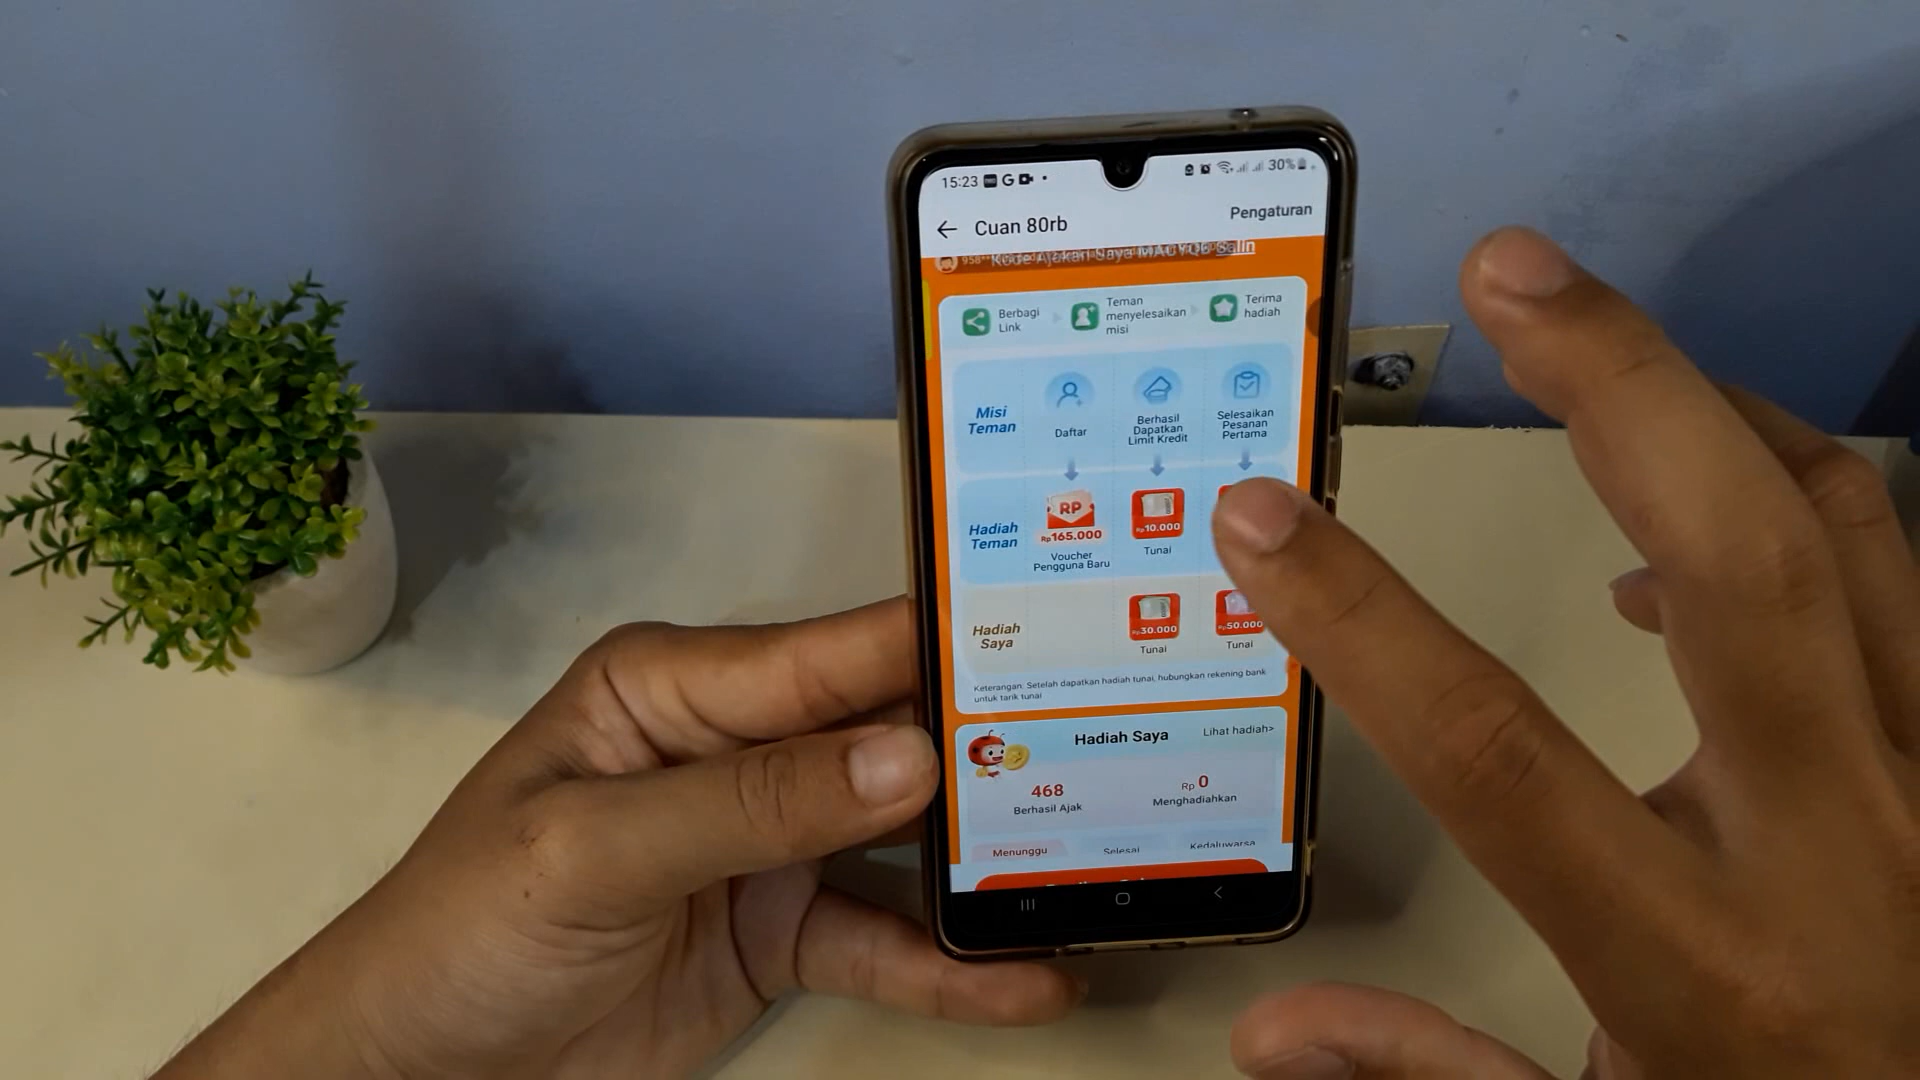 15:23
30%
Cuan 80rb
Pengaturan
Kode Ajakan Saya
Salin
Berbagi
Link
Teman
menyelesaikan
misi
Terima
hadiah
Misi
Teman
Daftar
Berhasil
Dapatkan
Limit Kredit
Selesaikan
Pesanan
Pertama
Hadiah
Teman
RP
Rp165.000
Voucher
Pengguna Baru
Rp10.000
Tunai
Hadiah
Saya
Rp30.000
Tunai
Rp50.000
Tunai
Keterangan: Setelah dapatkan hadiah tunai, hubungkan rekening bank
untuk tarik tunai
Hadiah Saya
Lihat hadiah>
468
Berhasil Ajak
Rp 0
Menghadiahkan
Menunggu
Selesai
Kedaluwarsa